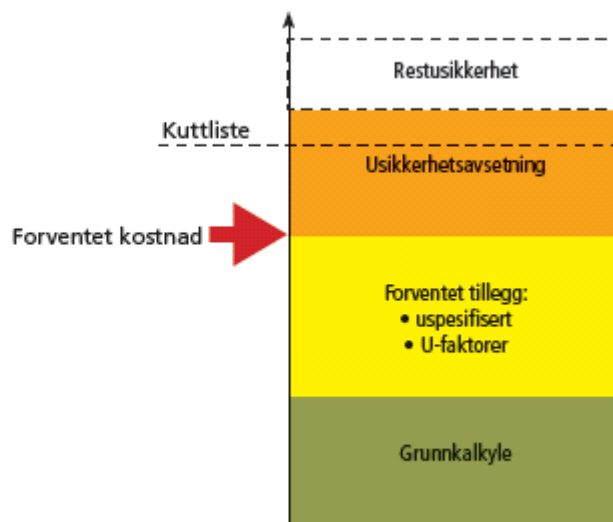 Restusikkerhet
Kuttliste
Usikkerhetsavsetning
Forventet kostnad
Forventet tillegg:
• uspesifisert
• U-faktorer
Grunnkalkyle